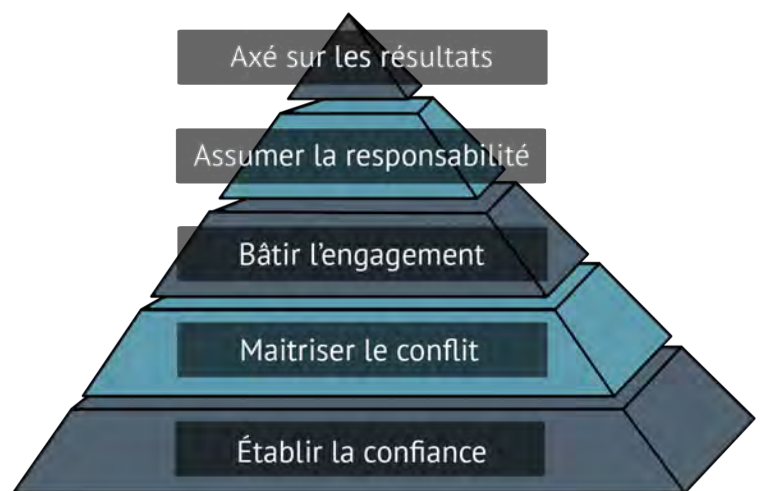 Axé sur les résultats
Assumer la responsabilité
Bâtir l’engagement
Maitriser le conflit
Établir la confiance